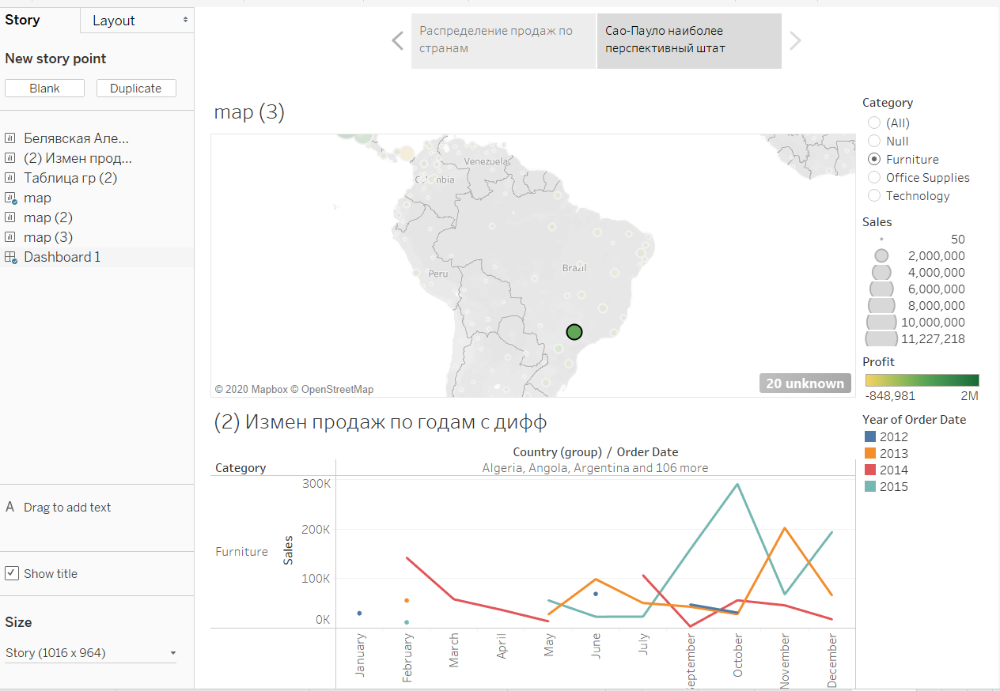 Story
Layout
New story point
Blank
Duplicate
Белявская Але...
(2) Измен прод...
Таблица гр (2)
map
map (2)
map (3)
Dashboard 1
A Drag to add text
Show title
Size
Story (1016 x 964)
Распределение продаж по
странам
Сао-Пауло наиболее
перспективный штат
map (3)
Venezuela
Peru
Brazil
© 2020 Mapbox © OpenStreetMap
20 unknown
(2) Измен продаж по годам с дифф
Country (group) / Order Date
Category
Algeria, Angola, Argentina and 106 more
Furniture
Sales
300K
200K
100K
0K
January
February
March
April
May
June
July
September
October
November
December
Category
(All)
Null
Furniture
Office Supplies
Technology
Sales
50
2,000,000
4,000,000
6,000,000
8,000,000
10,000,000
11,227,218
Profit
-848,981 2M
Year of Order Date
2012
2013
2014
2015